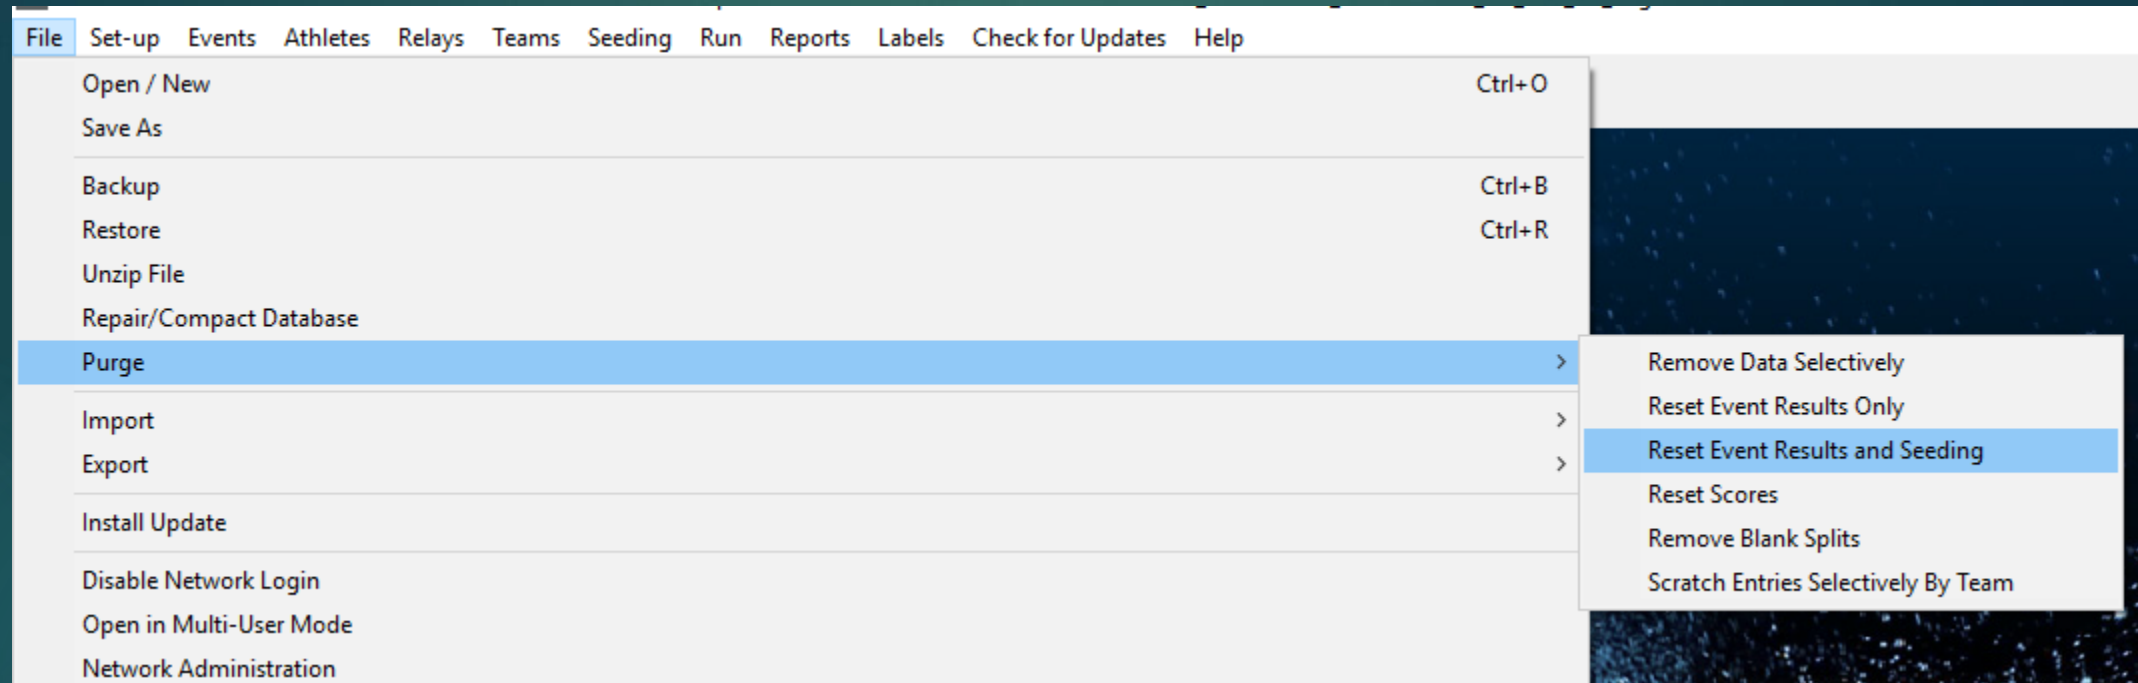 File Set-up Events Athletes Relays Teams Seeding Run Reports Labels Check for Updates Help
Open / New Ctrl+O
Save As
Backup Ctrl+B
Restore Ctrl+R
Unzip File
Repair/Compact Database
Purge
Remove Data Selectively
Reset Event Results Only
Reset Event Results and Seeding
Reset Scores
Remove Blank Splits
Scratch Entries Selectively By Team
Import
Export
Install Update
Disable Network Login
Open in Multi-User Mode
Network Administration